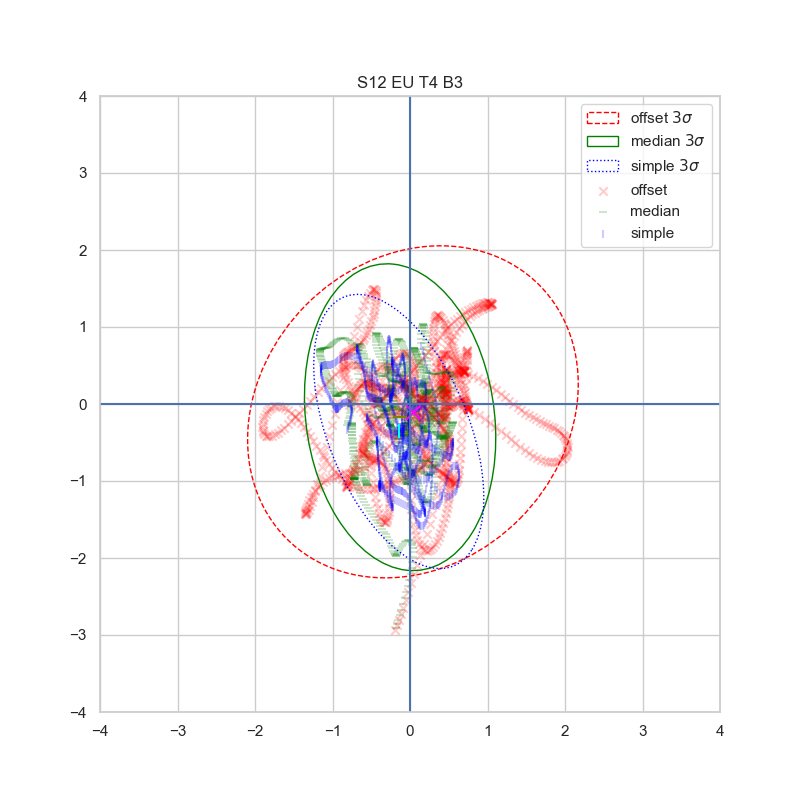 S12 EU T4 B3
offset 3σ
median 3σ
simple 3σ
offset
median
simple
4
3
2
1
0
−1
−2
−3
−4
−4 −3 −2 −1 0 1 2 3 4